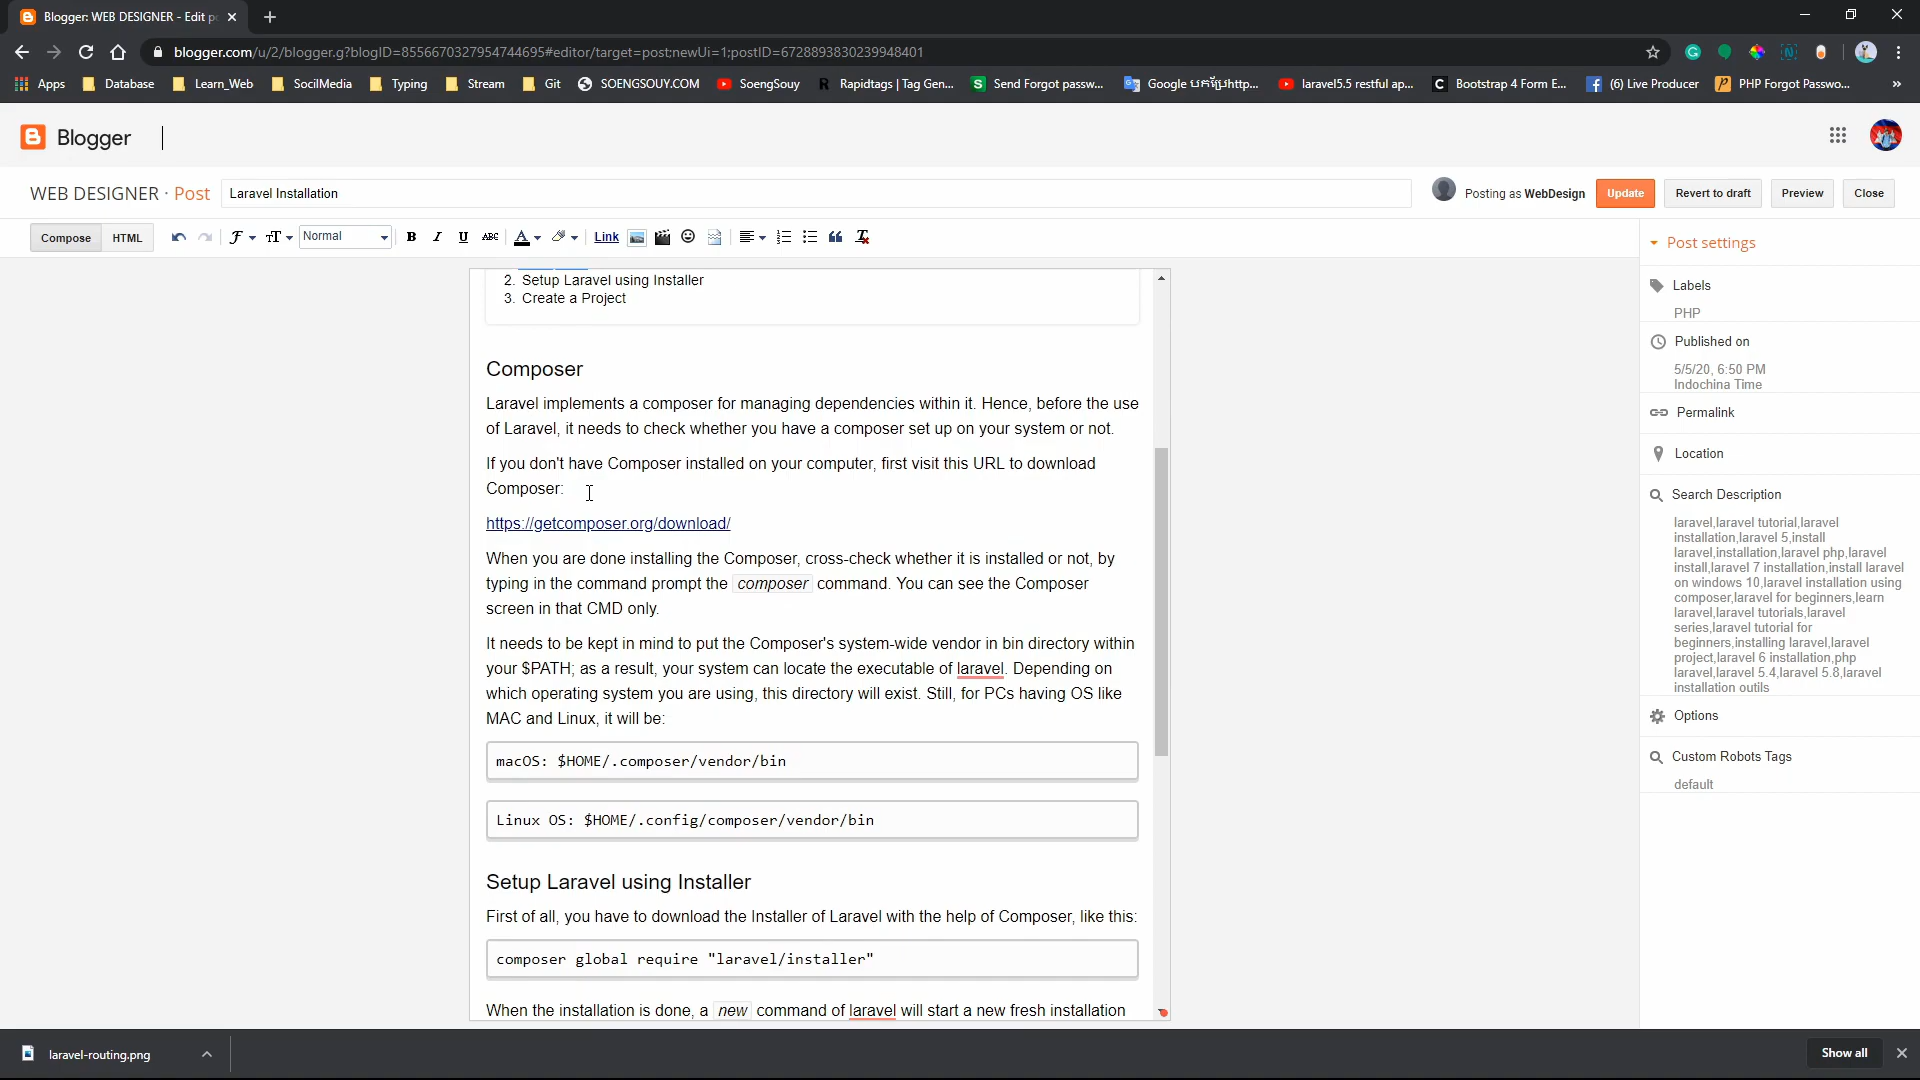 Blogger: WEB DESIGNER - Edit po
blogger.com/u/2/blogger.g?blogID=8556670327954744695#editor/target=post;newUi=1;postID=6728893830239948401
Apps Database Learn_Web SocilMedia Typing Stream Git SOENGSOUY.COM SoengSouy Rapidtags | Tag Gen... Send Forgot passw... Google បកប្រែhttp... laravel5.5 restful ap... Bootstrap 4 Form E... (6) Live Producer PHP Forgot Passwo... »
Blogger
WEB DESIGNER · Post Laravel Installation Posting as WebDesign Update Revert to draft Preview Close
Compose HTML Normal B I U ABC A Link
2. Setup Laravel using Installer
3. Create a Project
Composer
Laravel implements a composer for managing dependencies within it. Hence, before the use
of Laravel, it needs to check whether you have a composer set up on your system or not.
If you don't have Composer installed on your computer, first visit this URL to download
Composer:
https://getcomposer.org/download/
When you are done installing the Composer, cross-check whether it is installed or not, by
typing in the command prompt the composer command. You can see the Composer
screen in that CMD only.
It needs to be kept in mind to put the Composer's system-wide vendor in bin directory within
your $PATH; as a result, your system can locate the executable of laravel. Depending on
which operating system you are using, this directory will exist. Still, for PCs having OS like
MAC and Linux, it will be:
macOS: $HOME/.composer/vendor/bin
Linux OS: $HOME/.config/composer/vendor/bin
Setup Laravel using Installer
First of all, you have to download the Installer of Laravel with the help of Composer, like this:
composer global require "laravel/installer"
When the installation is done, a new command of laravel will start a new fresh installation
Post settings
Labels
PHP
Published on
5/5/20, 6:50 PM
Indochina Time
Permalink
Location
Search Description
laravel,laravel tutorial,laravel
installation,laravel 5,install
laravel,installation,laravel php,laravel
install,laravel 7 installation,install laravel
on windows 10,laravel installation using
composer,laravel for beginners,learn
laravel,laravel tutorials,laravel
series,laravel tutorial for
beginners,installing laravel,laravel
project,laravel 6 installation,php
laravel,laravel 5.4,laravel 5.8,laravel
installation outils
Options
Custom Robots Tags
default
laravel-routing.png Show all